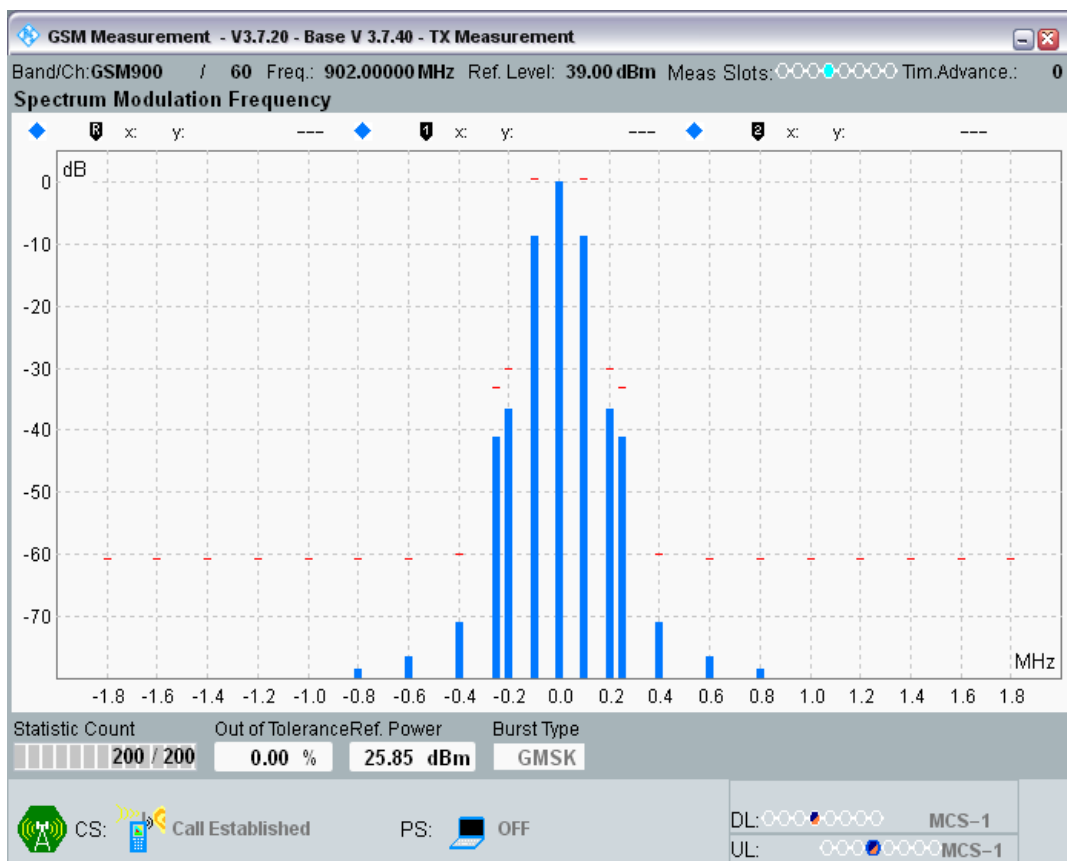 GSM Measurement - V3.7.20 - Base V 3.7.40 - TX Measurement
Band/Ch:GSM900 / 60 Freq.: 902.00000 MHz Ref. Level: 39.00 dBm Meas Slots: Tim.Advance.: 0
Spectrum Modulation Frequency
R x: y: --- 1 x: y: --- 2 x: y: ---
dB
0
-10
-20
-30
-40
-50
-60
-70
MHz
-1.8 -1.6 -1.4 -1.2 -1.0 -0.8 -0.6 -0.4 -0.2 0.0 0.2 0.4 0.6 0.8 1.0 1.2 1.4 1.6 1.8
Statistic Count Out of Tolerance Ref. Power Burst Type
200 / 200 0.00 % 25.85 dBm GMSK
CS: Call Established PS: OFF
DL: MCS-1
UL: MCS-1